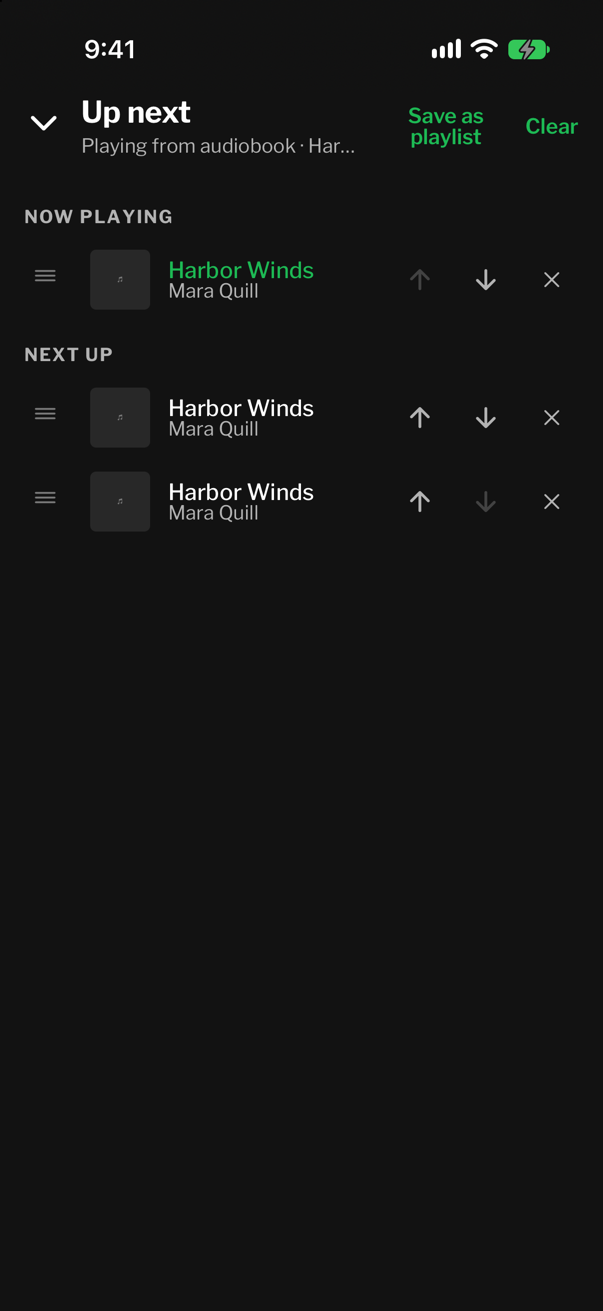 9:41
Up next
Playing from audiobook · Har...
Save as
playlist
Clear
NOW PLAYING
Harbor Winds
Mara Quill
NEXT UP
Harbor Winds
Mara Quill
Harbor Winds
Mara Quill